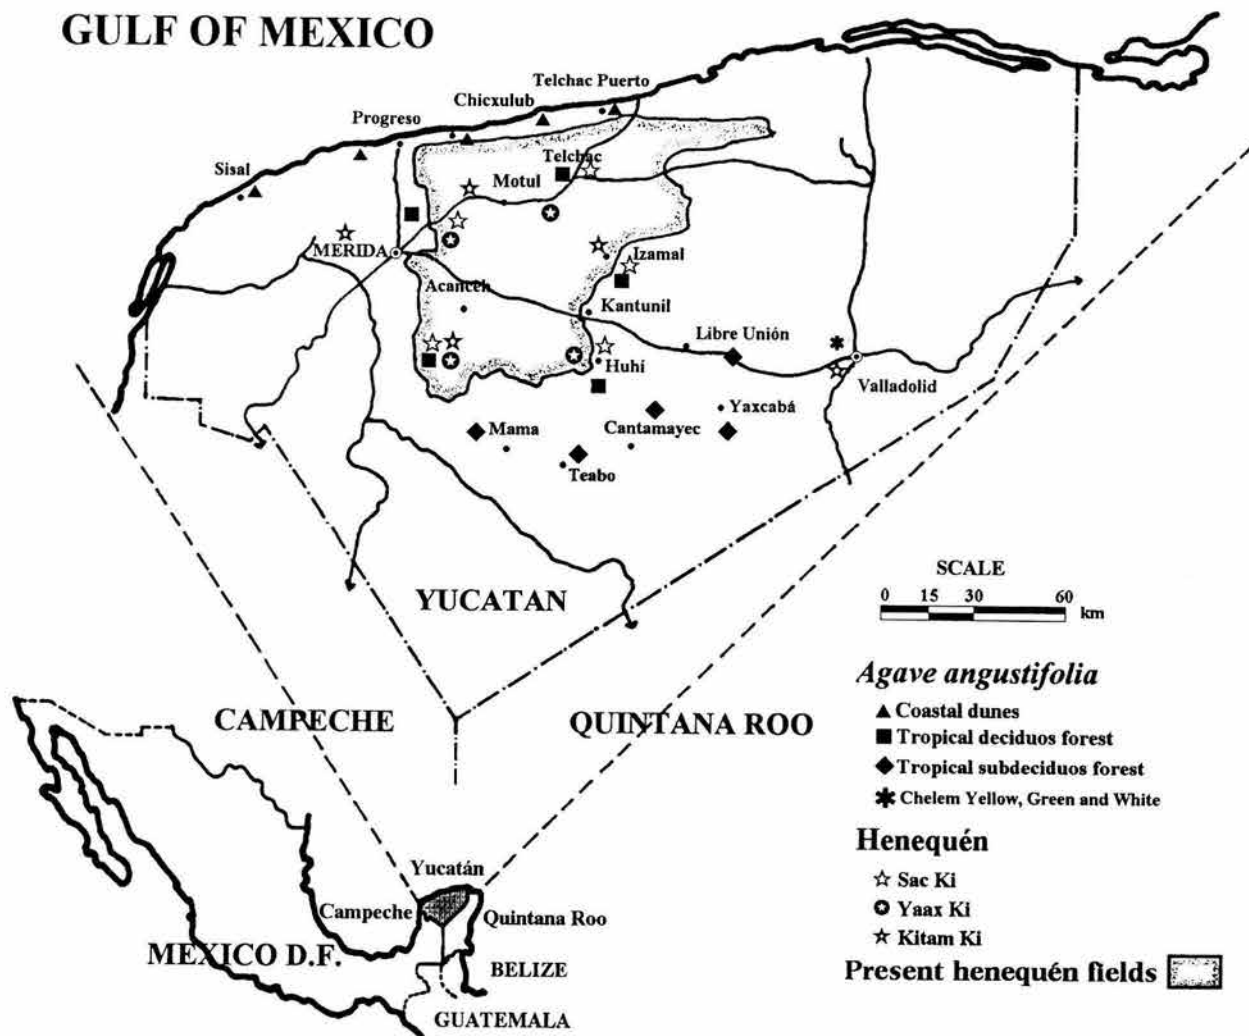 GULF OF MEXICO
Telchac Puerto
Chicxulub
Progreso
Sisal
Telchac
Motul
MERIDA
Izamal
Acanceh
Kantunil
Libre Unión
Huhí
Valladolid
Yaxcabá
Cantamayec
Mama
Teabo
YUCATAN
SCALE
0 15 30 60
km
CAMPECHE
QUINTANA ROO
Agave angustifolia
Coastal dunes
Tropical deciduos forest
Tropical subdeciduos forest
Chelem Yellow, Green and White
Henequén
Sac Ki
Yaax Ki
Kitam Ki
Present henequén fields
Yucatán
Campeche
Quintana Roo
MEXICO D.F.
BELIZE
GUATEMALA